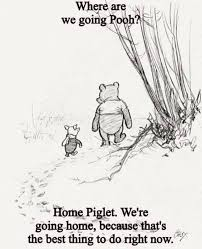 Where are
we going Pooh?
Home Piglet. We're
going home, because that's
the best thing to do right now.